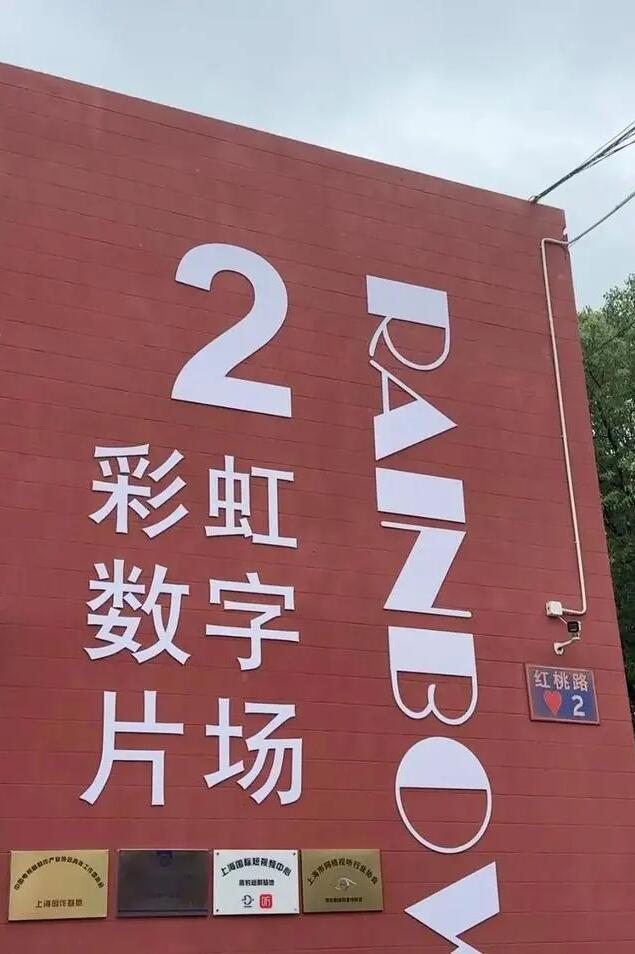 2
彩虹
数字
片场
RAINBOW
红桃路
♥ 2
上海创作基地
上海国际短视频中心
上海市网络视听行业协会